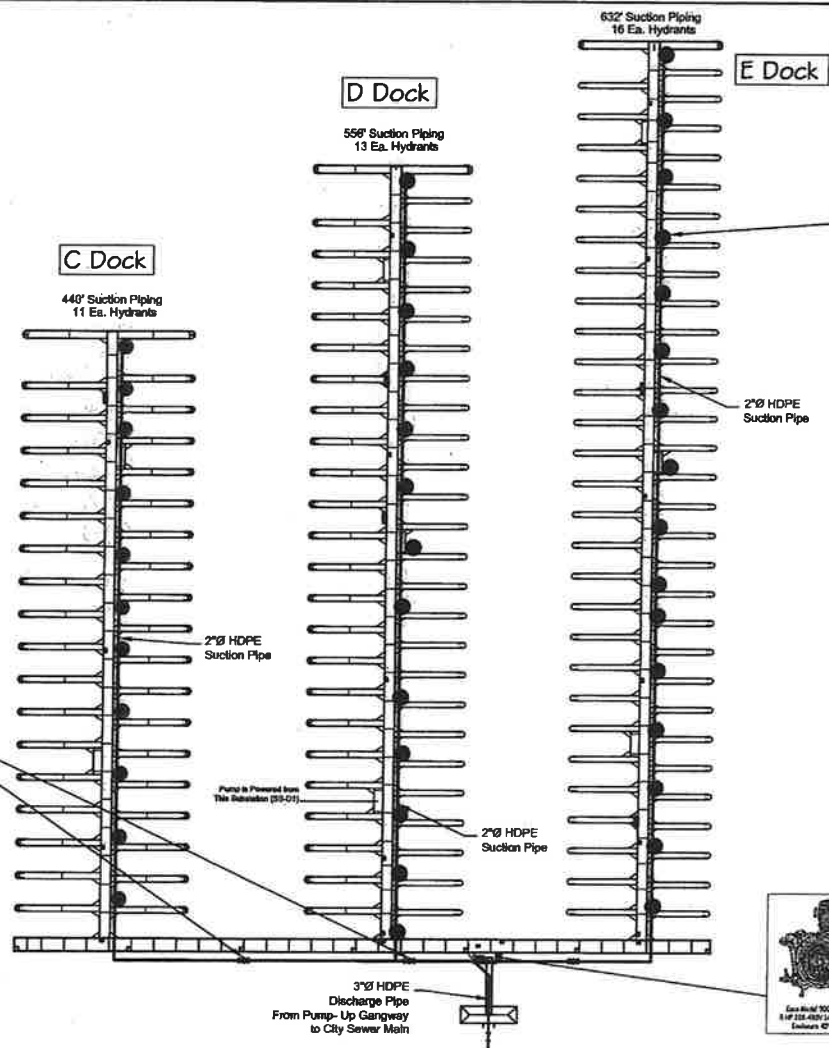 632' Suction Piping
16 Ea. Hydrants
E Dock
D Dock
556' Suction Piping
13 Ea. Hydrants
C Dock
440' Suction Piping
11 Ea. Hydrants
2"Ø HDPE
Suction Pipe
2"Ø HDPE
Suction Pipe
Pump is Powered from
This Substation (SS-D1)
2"Ø HDPE
Suction Pipe
3"Ø HDPE
Discharge Pipe
From Pump- Up Gangway
to City Sewer Main